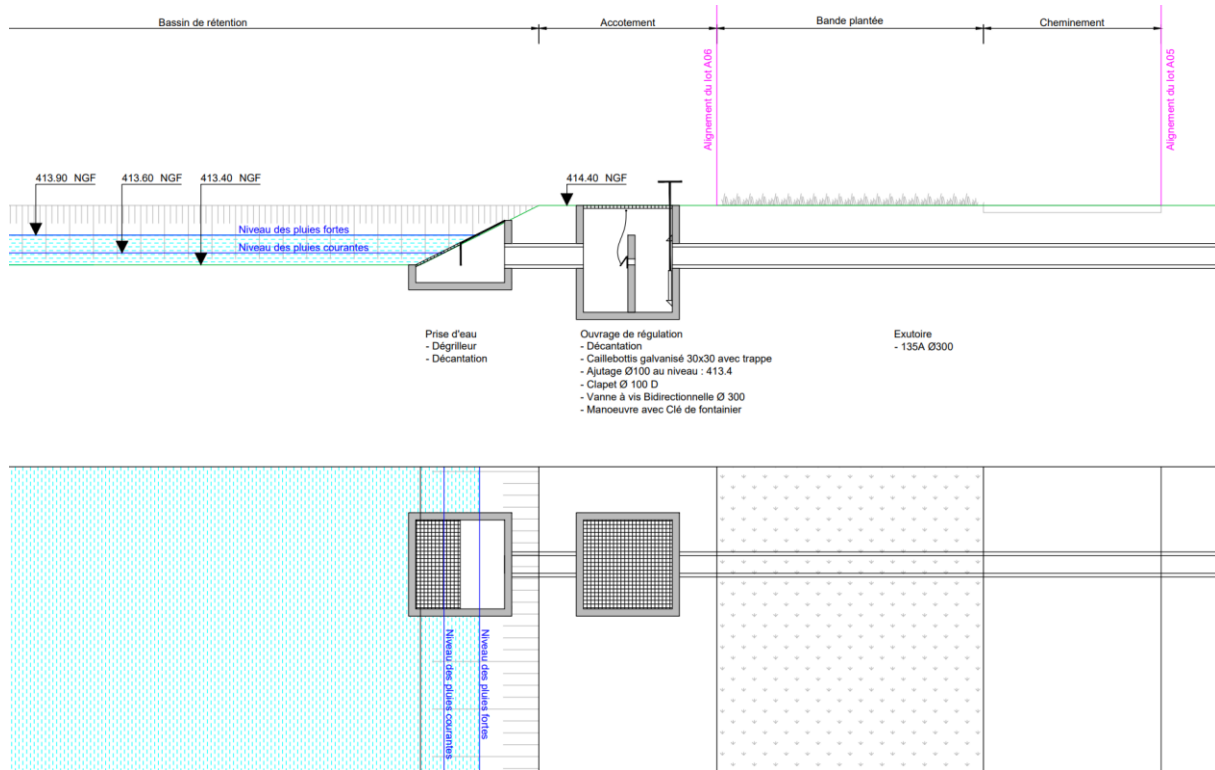 Bassin de rétention
Accotement
Bande plantée
Cheminement
Alignement du lot A06
Alignement du lot A05
413.90 NGF
413.60 NGF
413.40 NGF
414.40 NGF
Niveau des pluies fortes
Niveau des pluies courantes
Prise d'eau
- Dégrilleur
- Décantation
Ouvrage de régulation
- Décantation
- Caillebottis galvanisé 30x30 avec trappe
- Ajutage Ø100 au niveau : 413.4
- Clapet Ø 100 D
- Vanne à vis Bidirectionnelle Ø 300
- Manoeuvre avec Clé de fontainier
Exutoire
- 135A Ø300
Niveau des pluies courantes
Niveau des pluies fortes